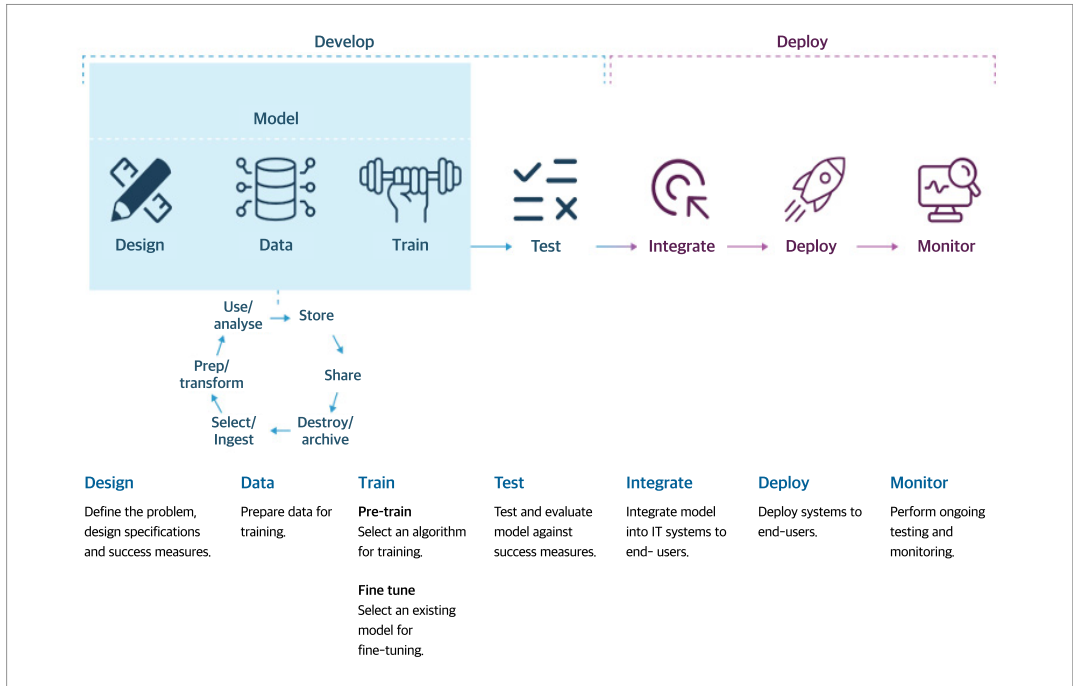 Develop
Deploy
Model
Design
Data
Train
Test
Integrate
Deploy
Monitor
Use/
analyse
Store
Share
Destroy/
archive
Select/
Ingest
Prep/
transform
Design
Define the problem,
design specifications
and success measures.
Data
Prepare data for
training.
Train
Pre-train
Select an algorithm
for training.
Fine tune
Select an existing
model for
fine-tuning.
Test
Test and evaluate
model against
success measures.
Integrate
Integrate model
into IT systems to
end- users.
Deploy
Deploy systems to
end-users.
Monitor
Perform ongoing
testing and
monitoring.